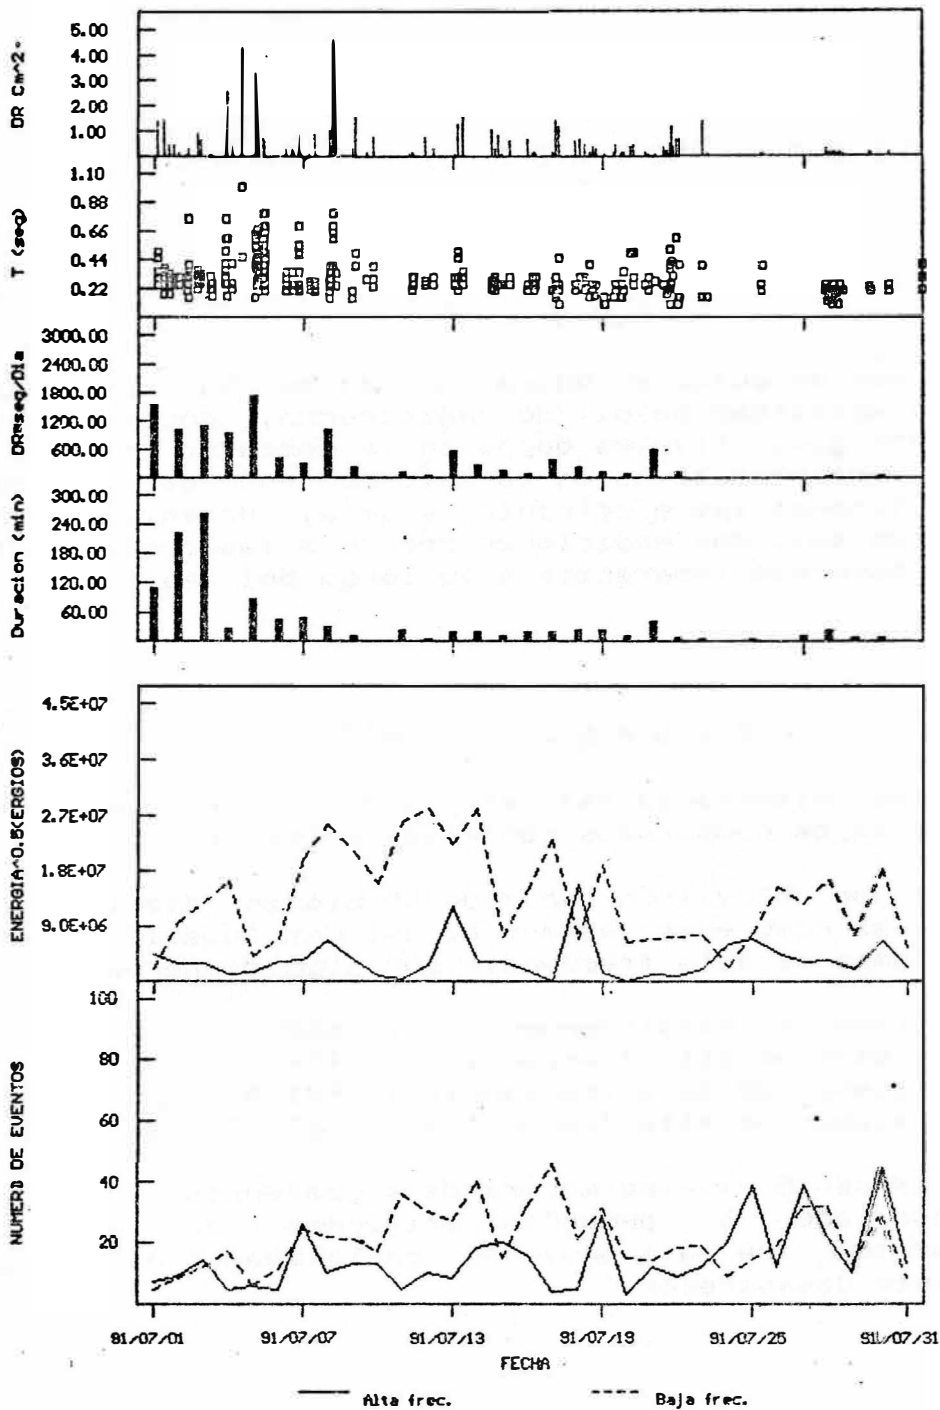 DR Cm^2.
5.00
4.00
3.00
2.00
1.00
T (seg)
1.10
0.88
0.66
0.44
0.22
DR*seg/Dia
3000.00
2400.00
1800.00
1200.00
600.00
Duracion (min)
300.00
240.00
180.00
120.00
60.00
ENERGIA^0.5(ERGIOS)
4.5E+07
3.6E+07
2.7E+07
1.8E+07
9.0E+06
NUMERO DE EVENTOS
100
80
60
40
20
91/07/01 91/07/07 91/07/13 91/07/19 91/07/25 91/07/31
FECHA
Alta frec. Baja frec.